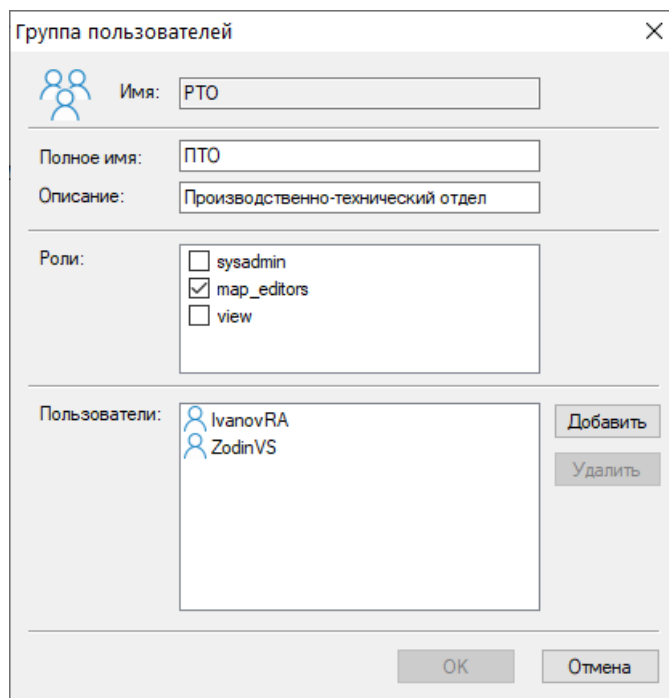 Группа пользователей
Имя: PTO
Полное имя: ПТО
Описание: Производственно-технический отдел
Роли:
sysadmin
map_editors
view
Пользователи:
IvanovRA
ZodinVS
Добавить
Удалить
OK Отмена